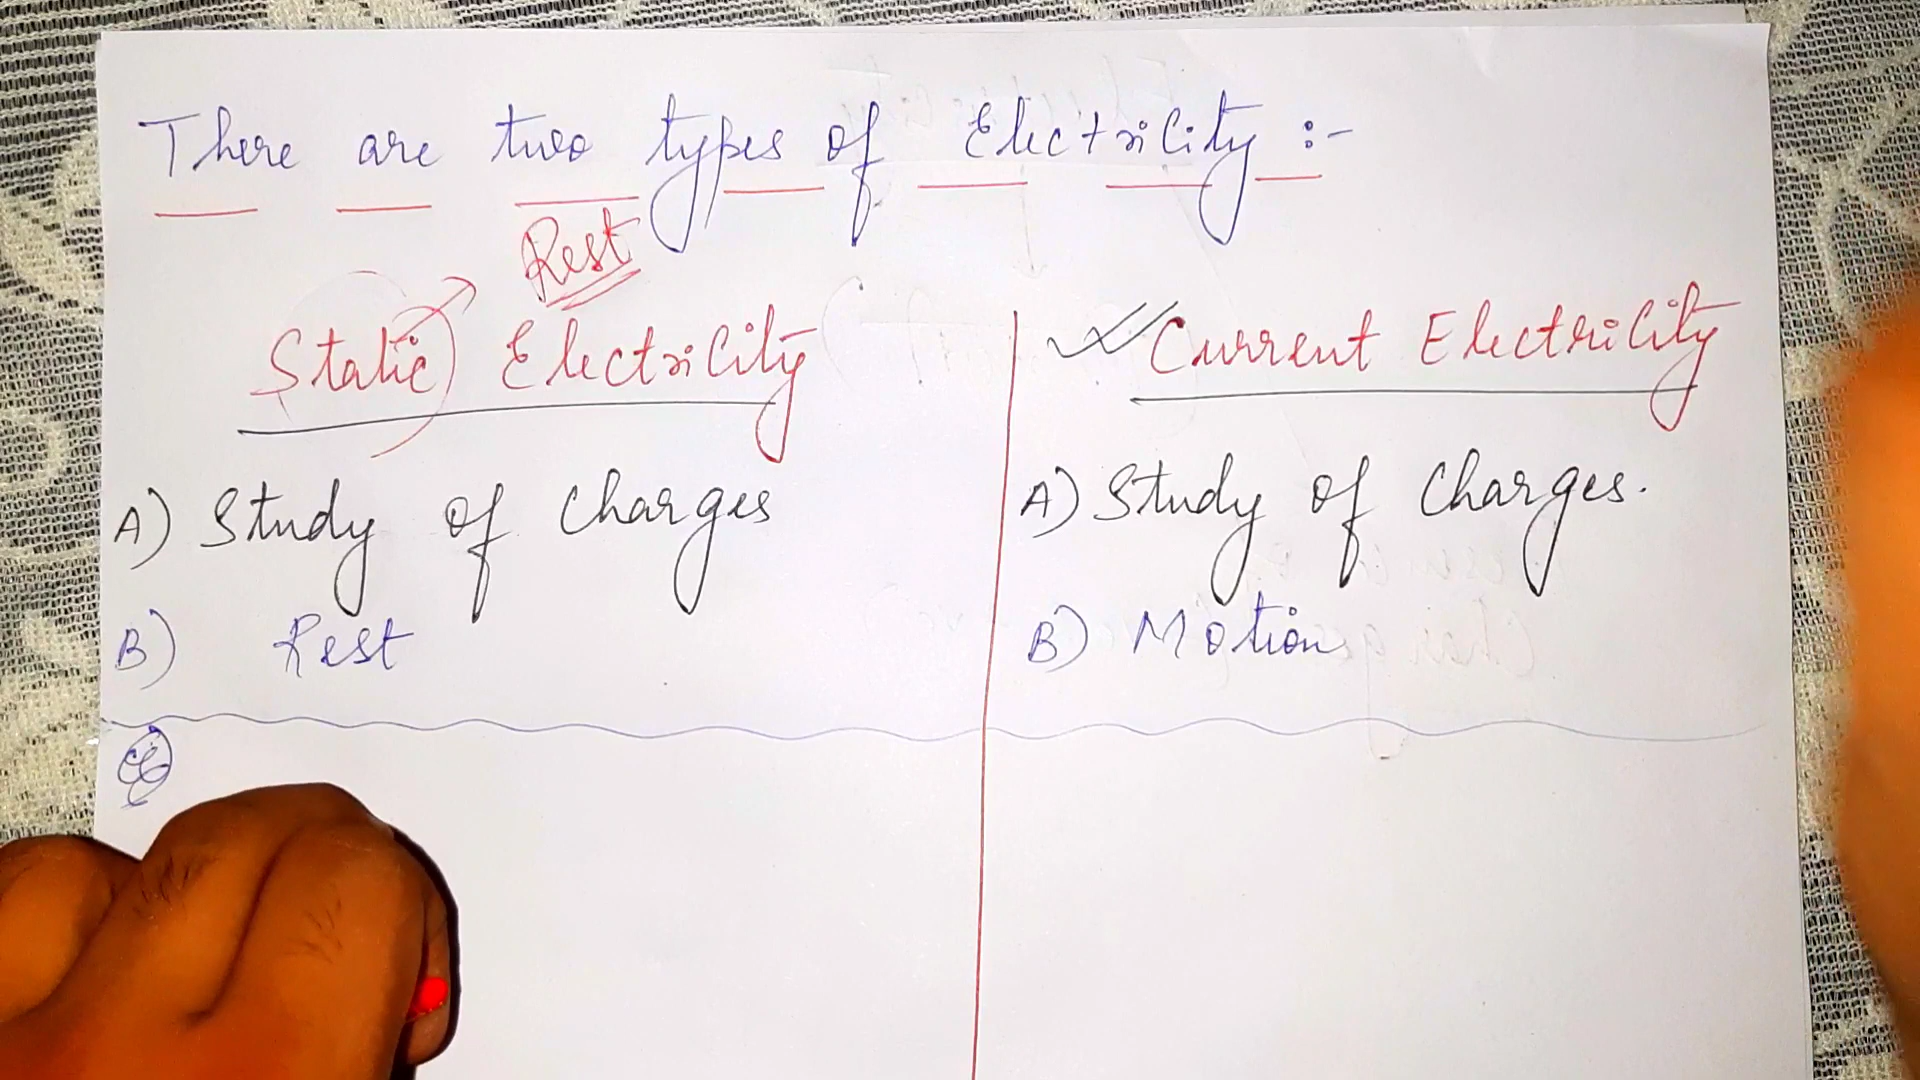 There are two types of Electricity :-
Rest
Static Electricity
A) Study of Charges
B) Rest
Current Electricity
A) Study of Charges.
B) Motion